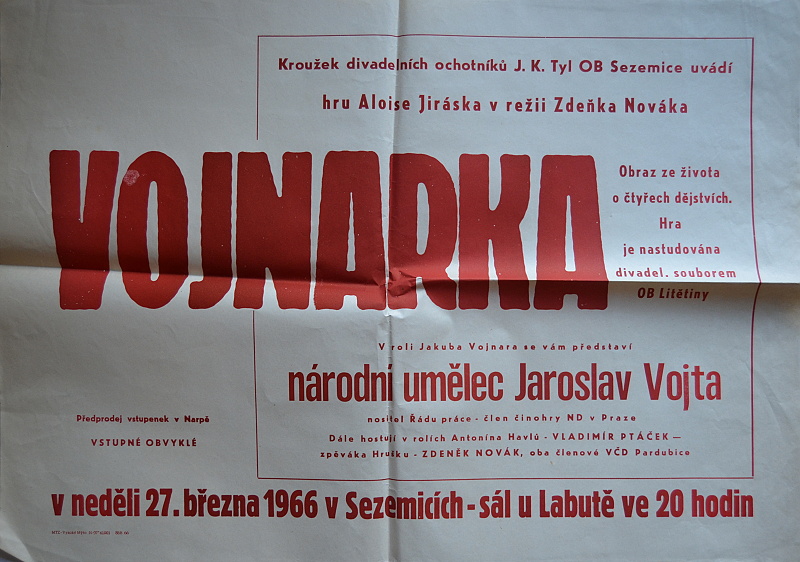 Kroužek divadelních ochotníků J. K. Tyl OB Sezemice uvádí
hru Aloise Jiráska v režii Zdeňka Nováka
VOJNARKA
Obraz ze života
o čtyřech dějstvích.
Hra
je nastudována
divadel. souborem
OB Litětiny
V roli Jakuba Vojnara se vám představí
národní umělec Jaroslav Vojta
nositel Řádu práce - člen činohry ND v Praze
Dále hostují v rolích Antonína Havlů - VLADIMÍR PTÁČEK —
zpěváka Hrušku - ZDENĚK NOVÁK, oba členové VČD Pardubice
Předprodej vstupenek v Narpě
VSTUPNÉ OBVYKLÉ
v neděli 27. března 1966 v Sezemicích - sál u Labutě ve 20 hodin